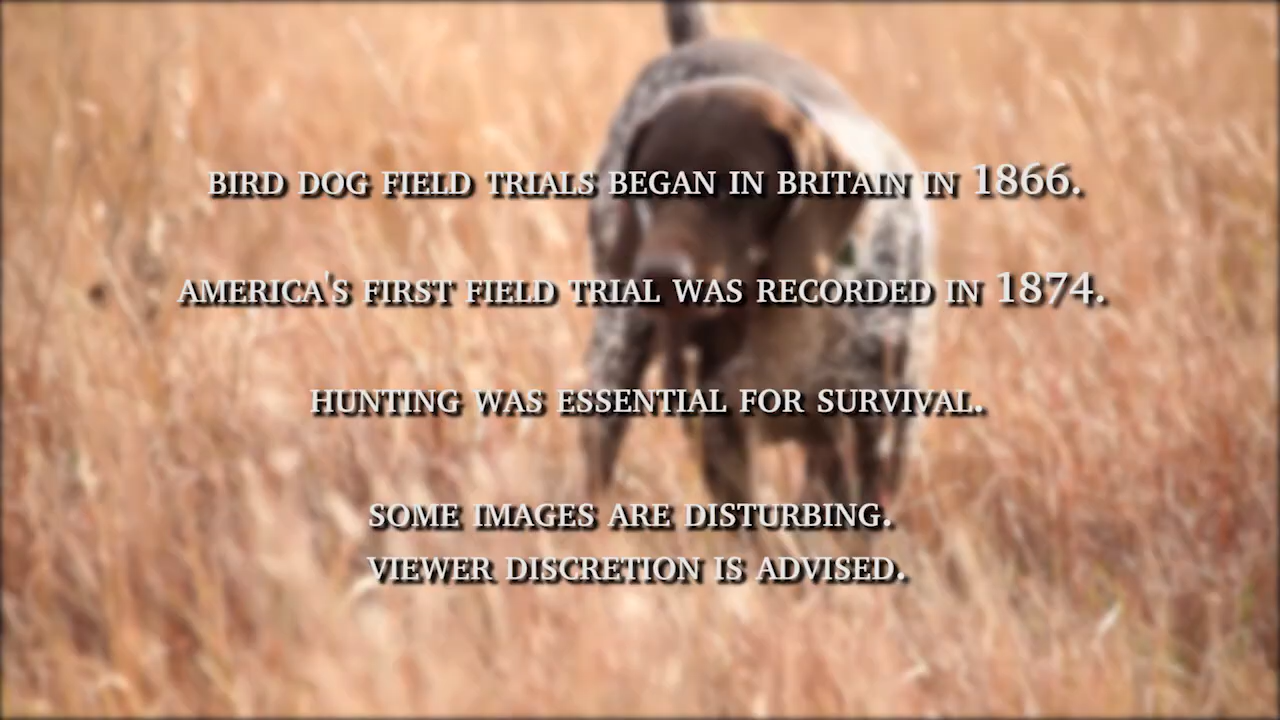 BIRD DOG FIELD TRIALS BEGAN IN BRITAIN IN 1866.
AMERICA'S FIRST FIELD TRIAL WAS RECORDED IN 1874.
HUNTING WAS ESSENTIAL FOR SURVIVAL.
SOME IMAGES ARE DISTURBING.
VIEWER DISCRETION IS ADVISED.